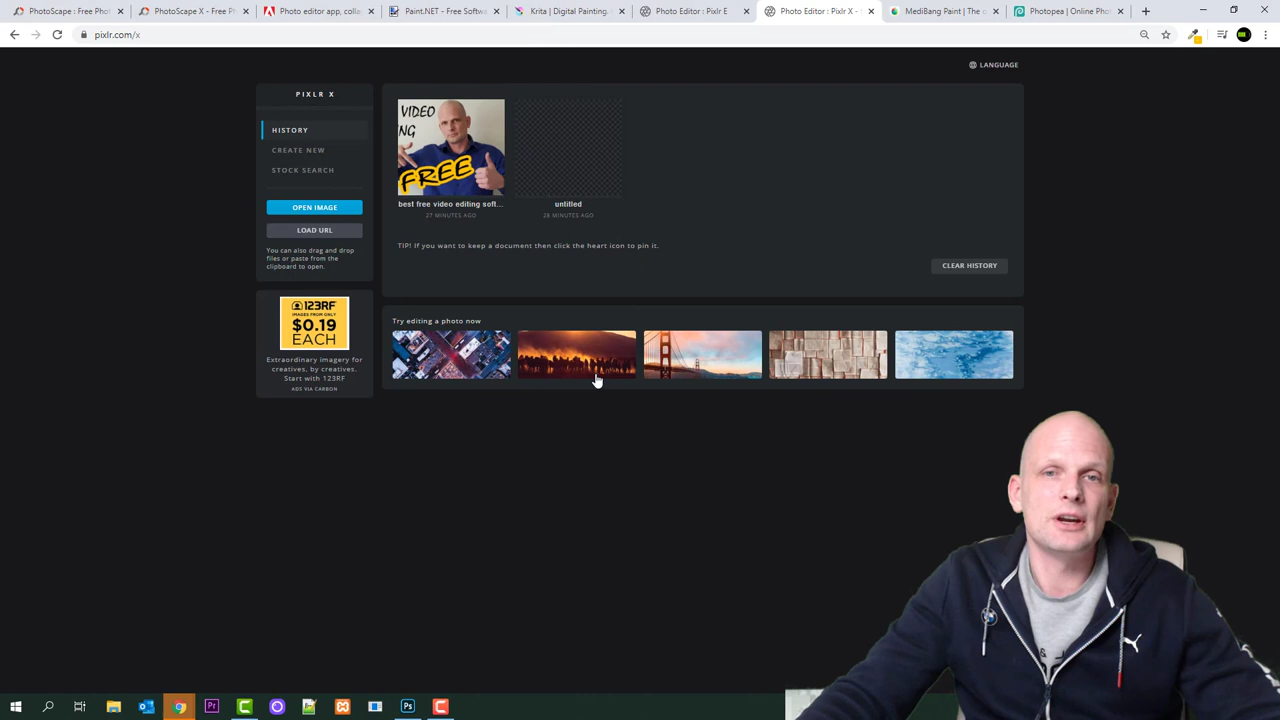 PhotoScape : Free Phot
PhotoScape X - Free Ph
Photo editor app, collag
Paint.NET - Free Softwa
Krita | Digital Painting. C
Photo Editor : Pixlr E
Photo Editor : Pixlr X -
MediBang Paint | The o
Photopea | Online Phot
pixlr.com/x
LANGUAGE
PIXLR X
HISTORY
CREATE NEW
STOCK SEARCH
OPEN IMAGE
LOAD URL
You can also drag and drop
files or paste from the
clipboard to open.
123RF
IMAGES FROM ONLY
$0.19
EACH
Extraordinary imagery for
creatives, by creatives.
Start with 123RF
ADS VIA CARBON
VIDEO
NG
FREE
best free video editing soft...
27 MINUTES AGO
untitled
28 MINUTES AGO
TIP! If you want to keep a document then click the heart icon to pin it.
CLEAR HISTORY
Try editing a photo now
Pr
Ps